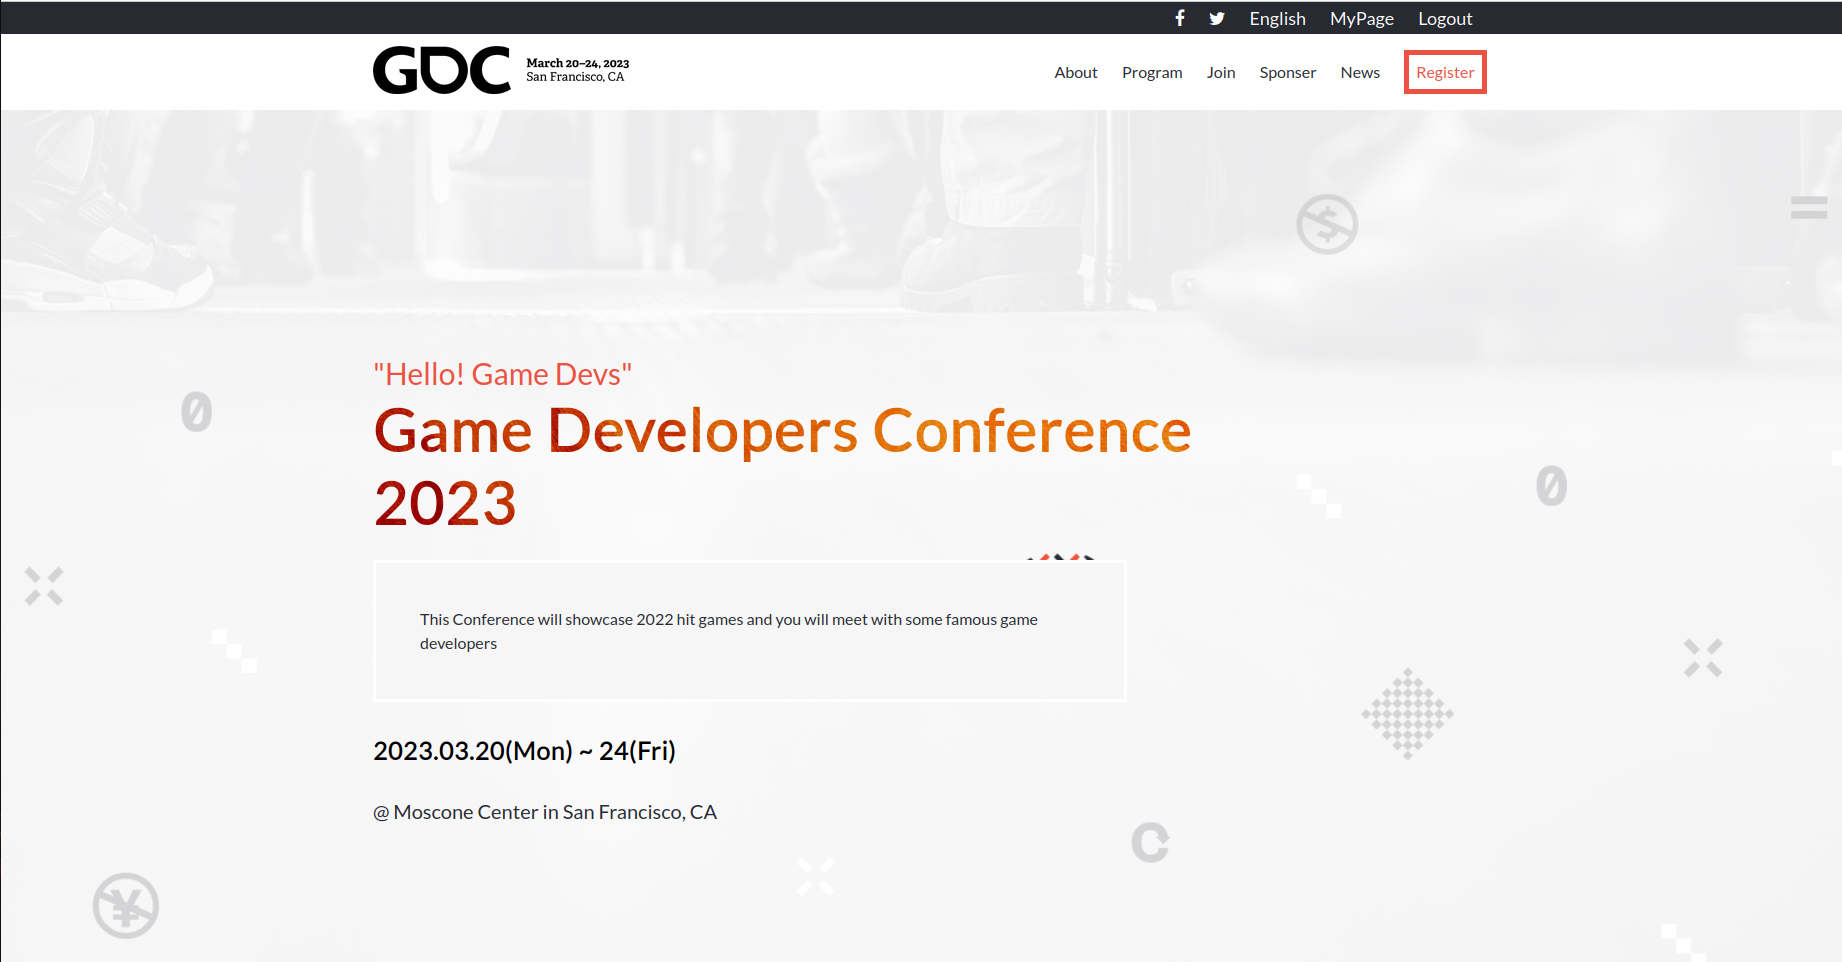 English MyPage Logout
GDC
March 20–24, 2023
San Francisco, CA
About Program Join Sponser News Register
"Hello! Game Devs"
Game Developers Conference
2023
This Conference will showcase 2022 hit games and you will meet with some famous game
developers
2023.03.20(Mon) ~ 24(Fri)
@ Moscone Center in San Francisco, CA